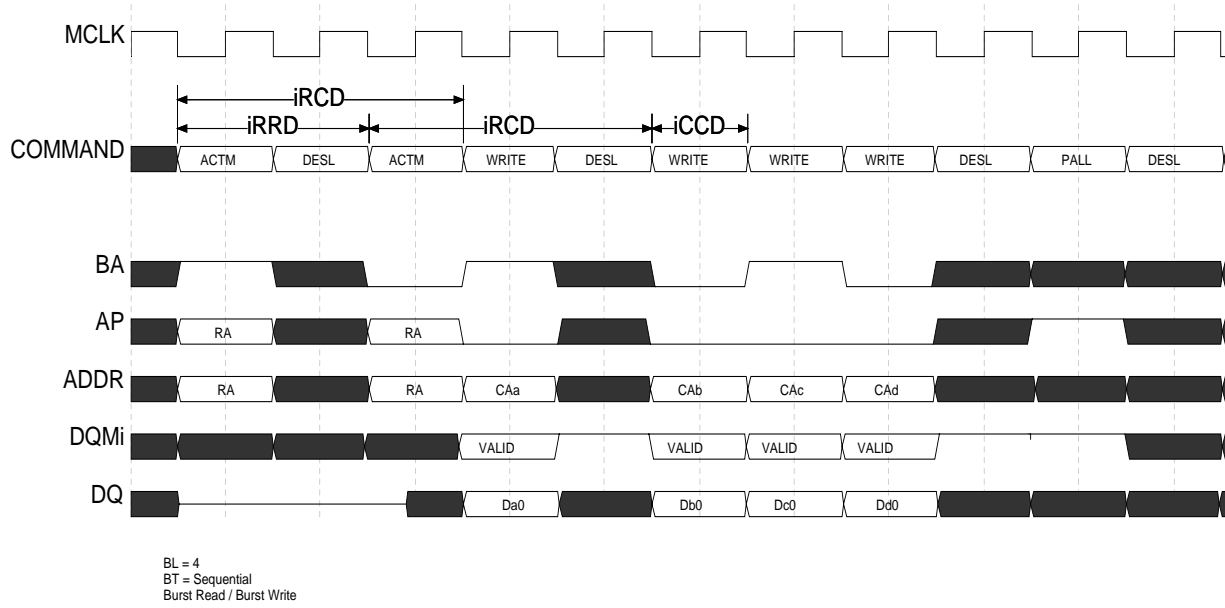 MCLK
iRCD
iRRD iRCD iCCD
COMMAND ACTM DESL ACTM WRITE DESL WRITE WRITE WRITE DESL PALL DESL
BA
AP RA RA
ADDR RA RA CAa CAb CAc CAd
DQMi VALID VALID VALID VALID
DQ Da0 Db0 Dc0 Dd0
BL = 4
BT = Sequential
Burst Read / Burst Write